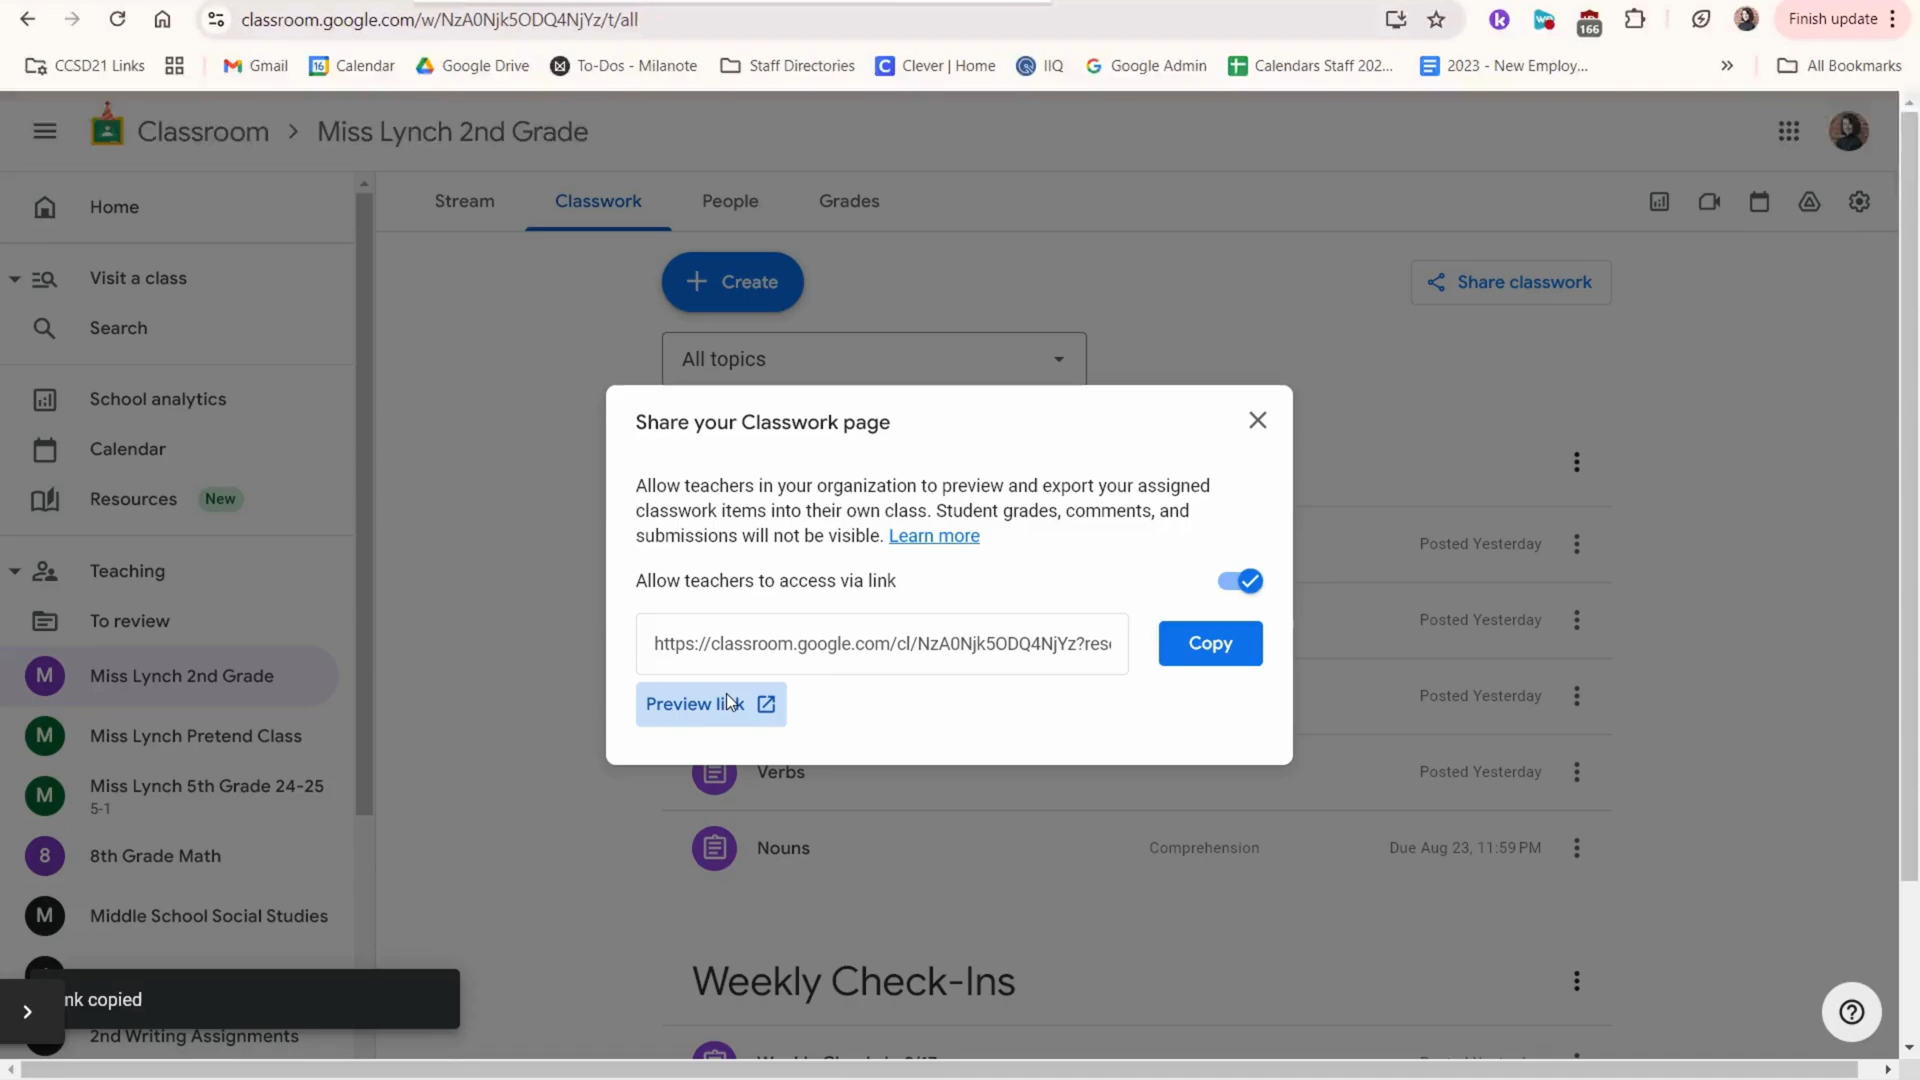 classroom.google.com/w/NzA0Njk5ODQ4NjYz/t/all
166
Finish update
CCSD21 Links
Gmail
16
Calendar
Google Drive
To-Dos - Milanote
Staff Directories
Clever | Home
IIQ
Google Admin
Calendars Staff 202...
2023 - New Employ...
All Bookmarks
Classroom > Miss Lynch 2nd Grade
Home
Visit a class
Search
School analytics
Calendar
Resources New
Teaching
To review
M Miss Lynch 2nd Grade
M Miss Lynch Pretend Class
M Miss Lynch 5th Grade 24-25
5-1
8 8th Grade Math
M Middle School Social Studies
nk copied
2nd Writing Assignments
Stream Classwork People Grades
Create
Share classwork
All topics
Share your Classwork page
Allow teachers in your organization to preview and export your assigned
classwork items into their own class. Student grades, comments, and
submissions will not be visible. Learn more
Allow teachers to access via link
https://classroom.google.com/cl/NzA0Njk5ODQ4NjYz?res
Copy
Preview link
Posted Yesterday
Posted Yesterday
Posted Yesterday
Verbs Posted Yesterday
Nouns Comprehension Due Aug 23, 11:59 PM
Weekly Check-Ins